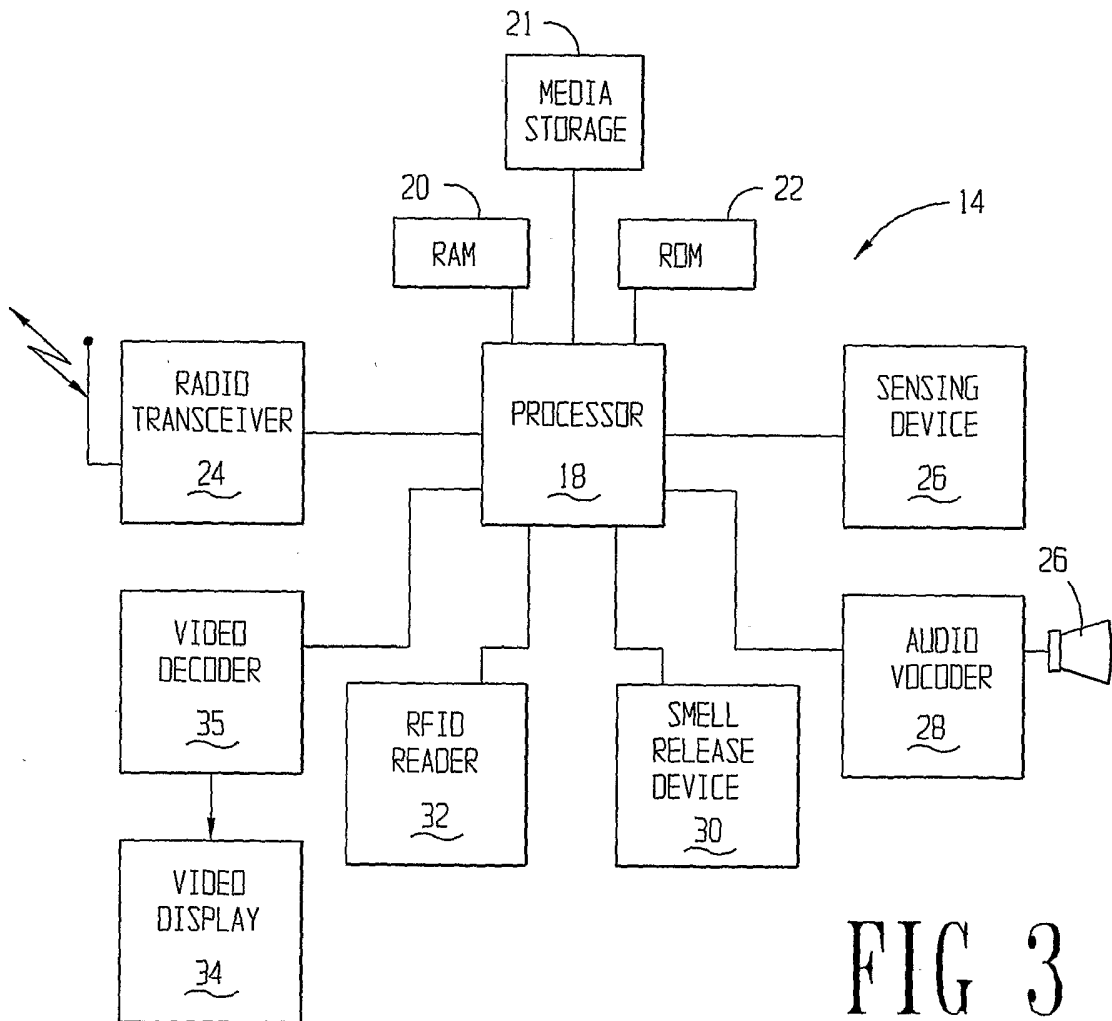 21
MEDIA
STORAGE
20
RAM
22
ROM
14
RADIO
TRANSCEIVER
24
PROCESSOR
18
SENSING
DEVICE
26
VIDEO
DECODER
35
RFID
READER
32
SMELL
RELEASE
DEVICE
30
AUDIO
VOCODER
28
26
VIDEO
DISPLAY
34
FIG 3